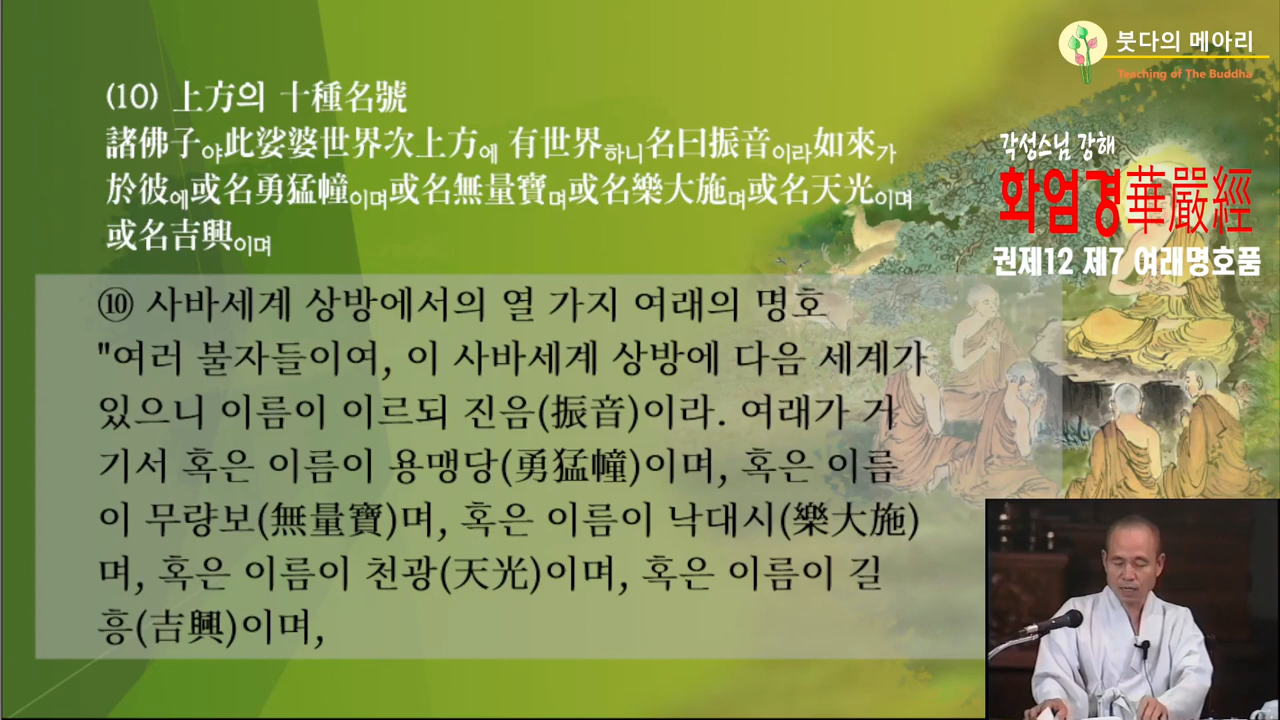 (10) 上方의 十種名號
諸佛子야此娑婆世界次上方에 有世界하니名曰振音이라如來가
於彼에或名勇猛幢이며或名無量寶며或名樂大施며或名天光이며
或名吉興이며
⑩ 사바세계 상방에서의 열 가지 여래의 명호
"여러 불자들이여, 이 사바세계 상방에 다음 세계가
있으니 이름이 이르되 진음(振音)이라. 여래가 거
기서 혹은 이름이 용맹당(勇猛幢)이며, 혹은 이름
이 무량보(無量寶)며, 혹은 이름이 낙대시(樂大施)
며, 혹은 이름이 천광(天光)이며, 혹은 이름이 길
흥(吉興)이며,
붓다의 메아리
Teaching of The Buddha
각성스님 강해
화엄경華嚴經
권제12 제7 여래명호품